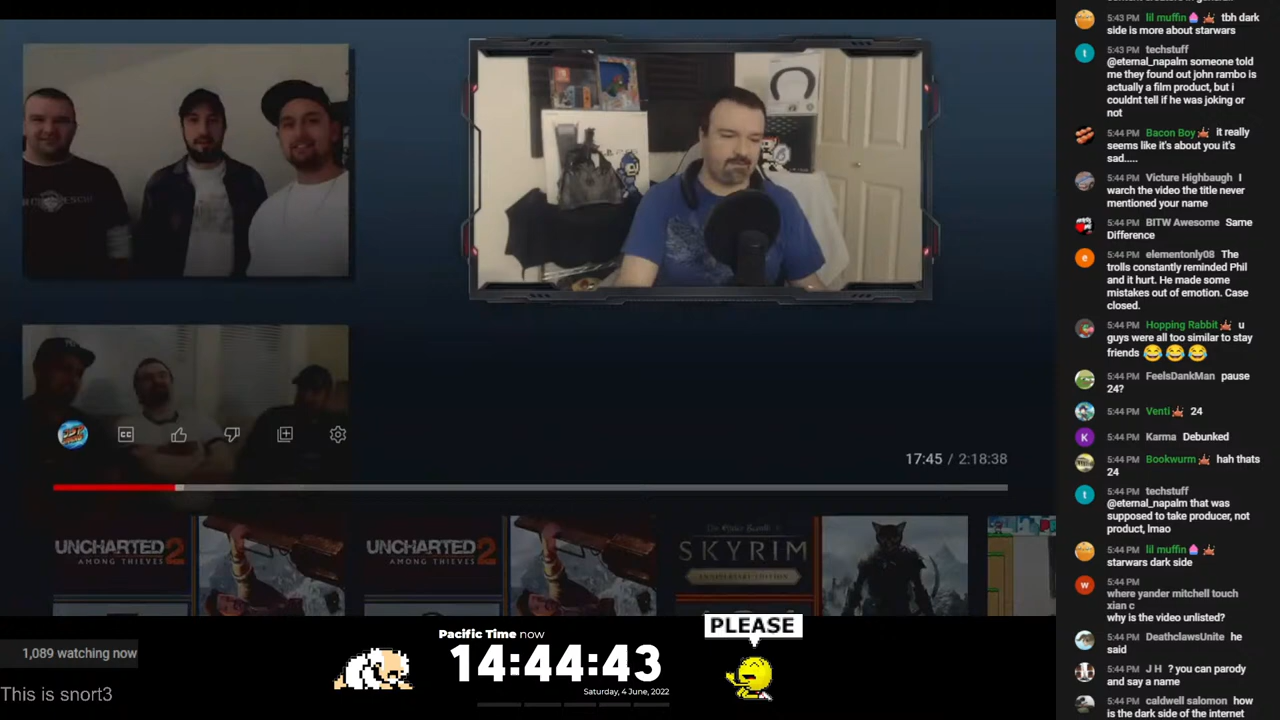 UNCHARTED 2
AMONG THIEVES
UNCHARTED 2
AMONG THIEVES
The Elder Scrolls
SKYRIM
ANNIVERSARY EDITION
CC
17:45 / 2:18:38
1,089 watching now
This is snort3
Pacific Time now
14:44:43
Saturday, 4 June, 2022
PLEASE
5:43 PM lil muffin tbh dark
side is more about starwars
t
5:43 PM techstuff
@eternal_napalm someone told
me they found out john rambo is
actually a film product, but i
couldnt tell if he was joking or
not
5:44 PM Bacon Boy it really
seems like it's about you it's
sad.....
5:44 PM Victure Highbaugh I
watch the video the title never
mentioned your name
5:44 PM BITW Awesome Same
Difference
e
5:44 PM elementonly08 The
trolls constantly reminded Phil
and it hurt. He made some
mistakes out of emotion. Case
closed.
5:44 PM Hopping Rabbit u
guys were all too similar to stay
friends 😂😂😂
5:44 PM FeelsDankMan pause
24?
5:44 PM Venti 24
K
5:44 PM Karma Debunked
5:44 PM Bookwurm hah thats
24
t
5:44 PM techstuff
@eternal_napalm that was
supposed to take producer, not
product, lmao
5:44 PM lil muffin
starwars dark side
w
5:44 PM
where yander mitchell touch
xian c
why is the video unlisted?
5:44 PM DeathclawsUnite he
said
5:44 PM J H ? you can parody
and say a name
5:44 PM caldwell salomon how
is the dark side of the internet